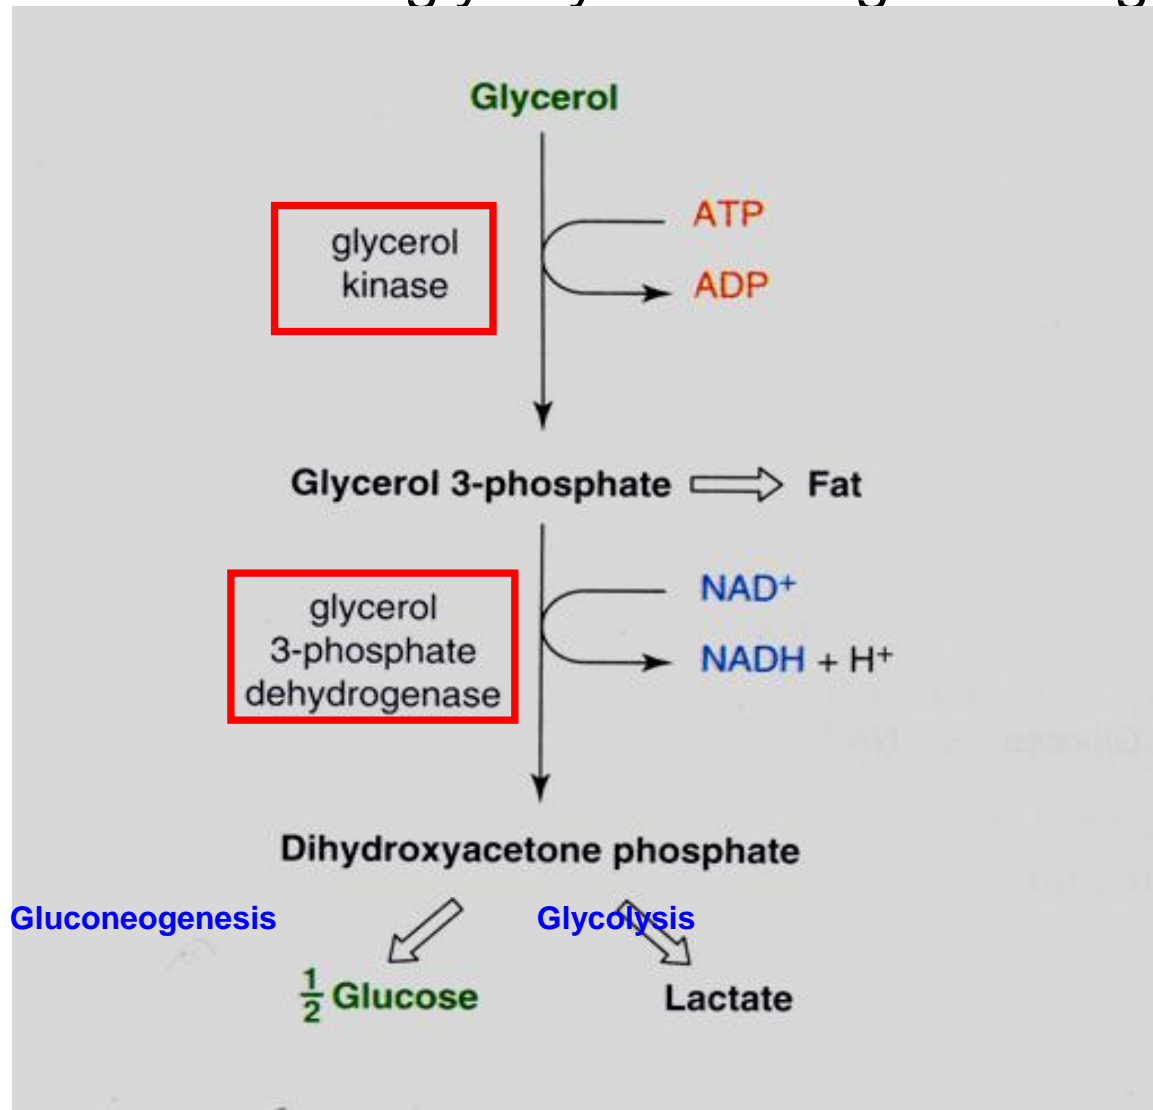 Glycerol
glycerol
kinase
ATP
ADP
Glycerol 3-phosphate
Fat
glycerol
3-phosphate
dehydrogenase
NAD+
NADH + H+
Dihydroxyacetone phosphate
Gluconeogenesis
Glycolysis
1/2 Glucose
Lactate